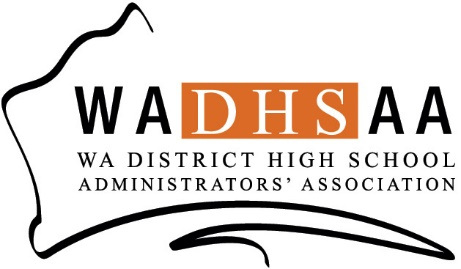 WADHSAA
WA DISTRICT HIGH SCHOOL
ADMINISTRATORS’ ASSOCIATION